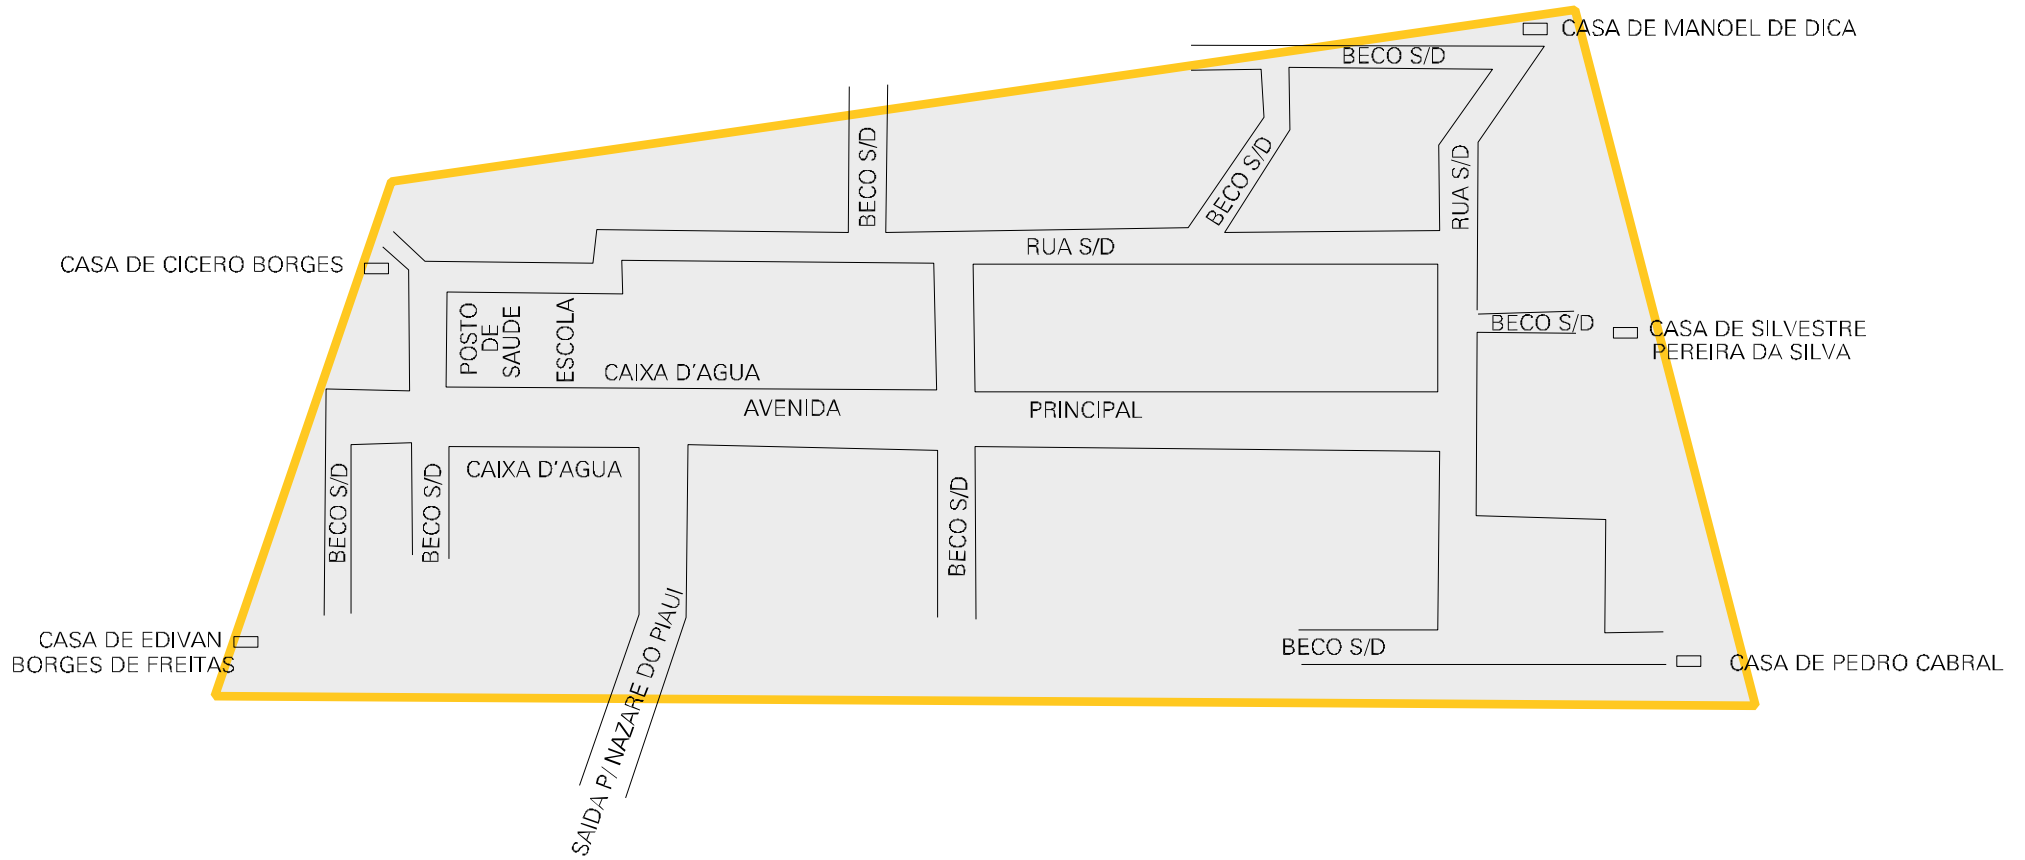 CASA DE MANOEL DE DICA
BECO S/D
BECO S/D
BECO S/D
RUA S/D
RUA S/D
CASA DE CICERO BORGES
POSTO
DE
SAUDE
ESCOLA
CAIXA D'AGUA
BECO S/D
CASA DE SILVESTRE
PEREIRA DA SILVA
AVENIDA PRINCIPAL
CAIXA D'AGUA
BECO S/D
BECO S/D
BECO S/D
SAIDA P/ NAZARE DO PIAUI
CASA DE EDIVAN
BORGES DE FREITAS
BECO S/D
CASA DE PEDRO CABRAL